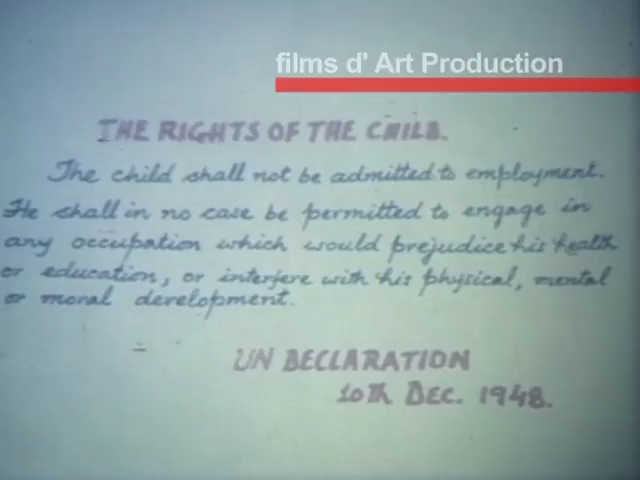 films d' Art Production
THE RIGHTS OF THE CHILD.
The child shall not be admitted to employment.
He shall in no case be permitted to engage in
any occupation which would prejudice his health
or education, or interfere with his physical, mental
or moral development.
UN DECLARATION
10TH DEC. 1948.